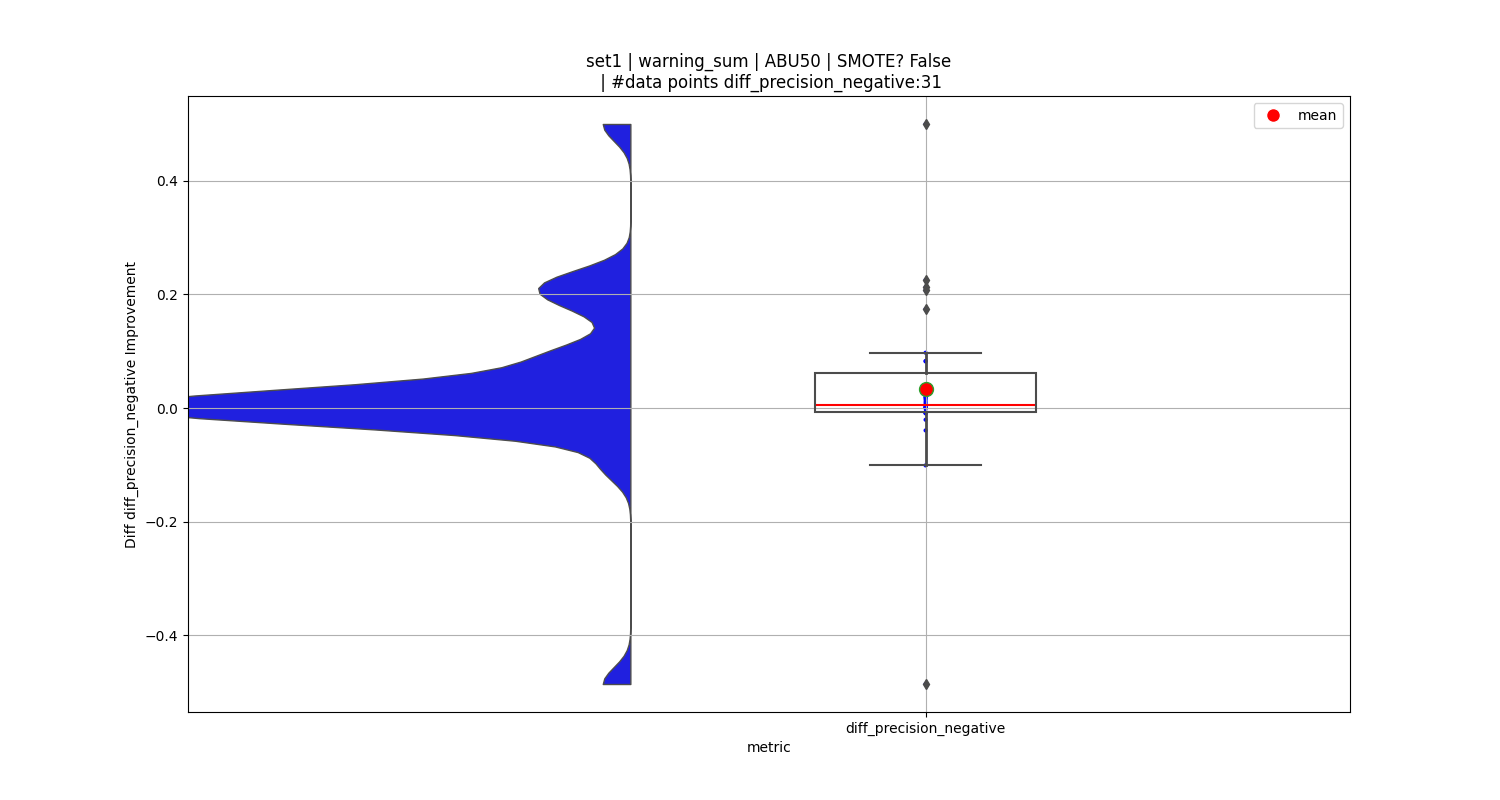 set1 | warning_sum | ABU50 | SMOTE? False
| #data points diff_precision_negative:31
mean
0.4
0.2
0.0
−0.2
−0.4
Diff diff_precision_negative Improvement
diff_precision_negative
metric